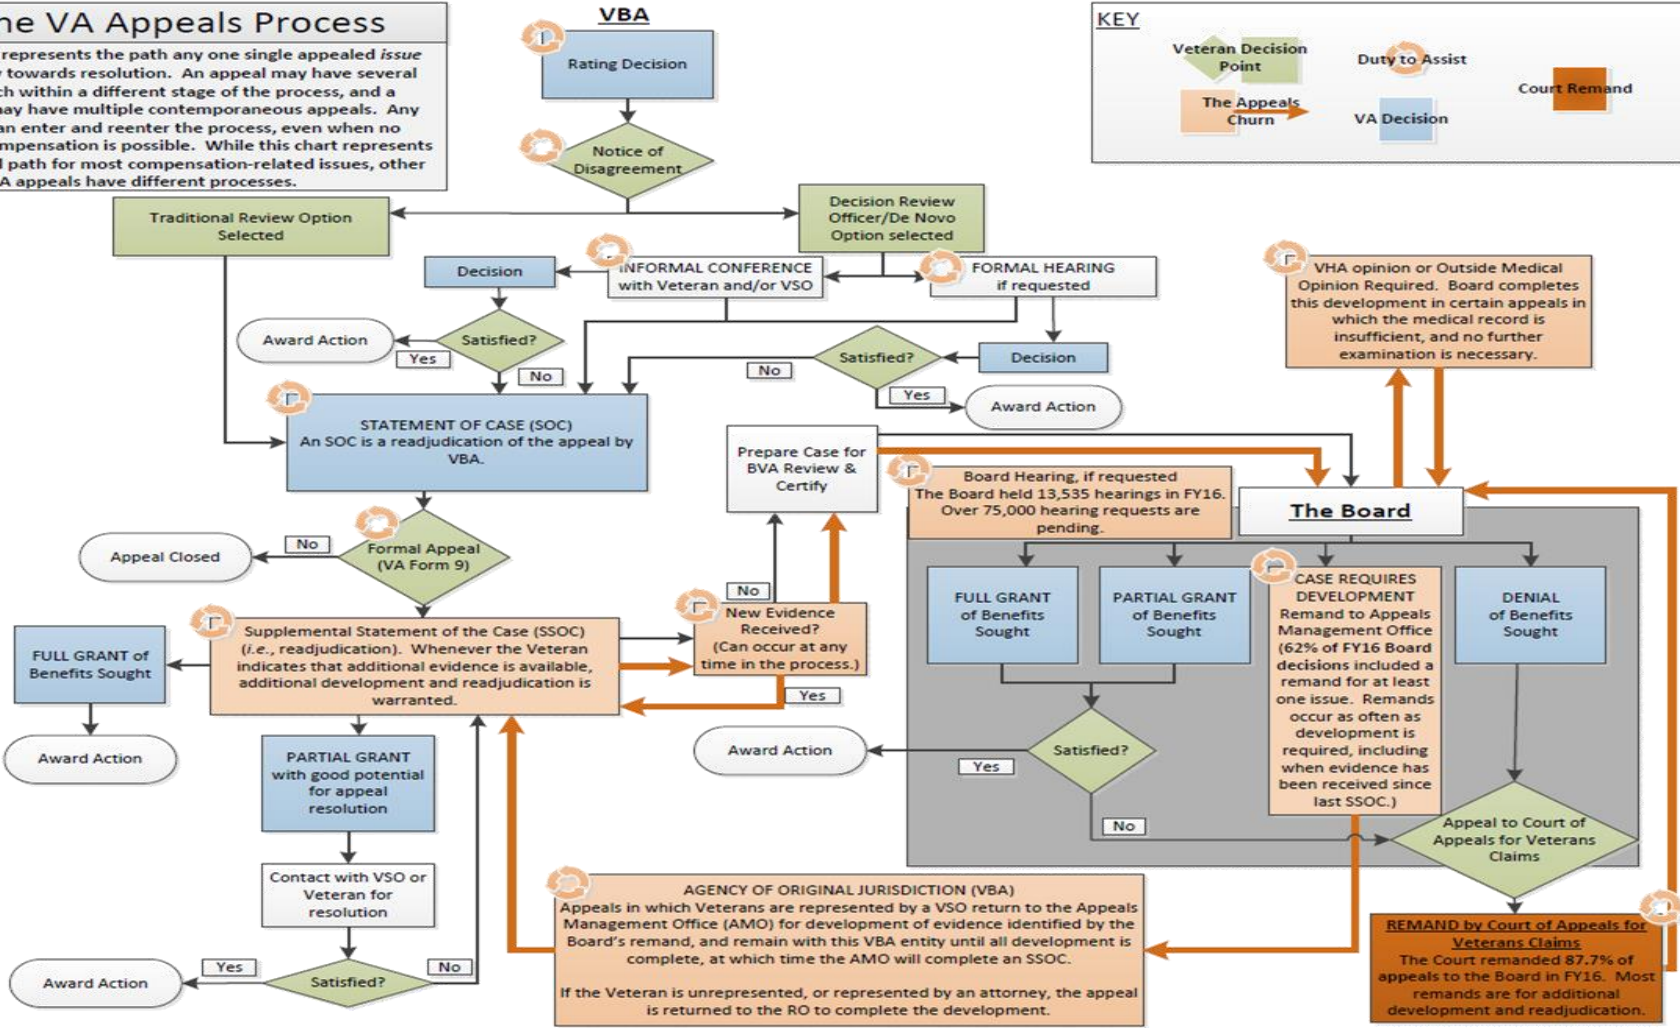 he VA Appeals Process
represents the path any one single appealed issue
towards resolution. An appeal may have several
ch within a different stage of the process, and a
may have multiple contemporaneous appeals. Any
an enter and reenter the process, even when no
mpensation is possible. While this chart represents
l path for most compensation-related issues, other
A appeals have different processes.
VBA
Rating Decision
Notice of
Disagreement
KEY
Veteran Decision
Point
Duty to Assist
Court Remand
The Appeals
Churn
VA Decision
Traditional Review Option
Selected
Decision Review
Officer/De Novo
Option selected
Decision
INFORMAL CONFERENCE
with Veteran and/or VSO
FORMAL HEARING
if requested
VHA opinion or Outside Medical
Opinion Required. Board completes
this development in certain appeals in
which the medical record is
insufficient, and no further
examination is necessary.
Award Action
Yes
Satisfied?
No
Satisfied?
No
Decision
Yes
Award Action
STATEMENT OF CASE (SOC)
An SOC is a readjudication of the appeal by
VBA.
Prepare Case for
BVA Review &
Certify
Board Hearing, if requested
The Board held 13,535 hearings in FY16.
Over 75,000 hearing requests are
pending.
The Board
Appeal Closed
No
Formal Appeal
(VA Form 9)
No
New Evidence
Received?
(Can occur at any
time in the process.)
Yes
FULL GRANT of
Benefits Sought
Supplemental Statement of the Case (SSOC)
(i.e., readjudication). Whenever the Veteran
indicates that additional evidence is available,
additional development and readjudication is
warranted.
FULL GRANT
of Benefits
Sought
PARTIAL GRANT
of Benefits
Sought
CASE REQUIRES
DEVELOPMENT
Remand to Appeals
Management Office
(62% of FY16 Board
decisions included a
remand for at least
one issue. Remands
occur as often as
development is
required, including
when evidence has
been received since
last SSOC.)
DENIAL
of Benefits
Sought
Award Action
PARTIAL GRANT
with good potential
for appeal
resolution
Award Action
Yes
Satisfied?
No
Appeal to Court of
Appeals for Veterans
Claims
Contact with VSO or
Veteran for
resolution
Award Action
Yes
Satisfied?
No
AGENCY OF ORIGINAL JURISDICTION (VBA)
Appeals in which Veterans are represented by a VSO return to the Appeals
Management Office (AMO) for development of evidence identified by the
Board's remand, and remain with this VBA entity until all development is
complete, at which time the AMO will complete an SSOC.
If the Veteran is unrepresented, or represented by an attorney, the appeal
is returned to the RO to complete the development.
REMAND by Court of Appeals for
Veterans Claims
The Court remanded 87.7% of
appeals to the Board in FY16. Most
remands are for additional
development and readjudication.